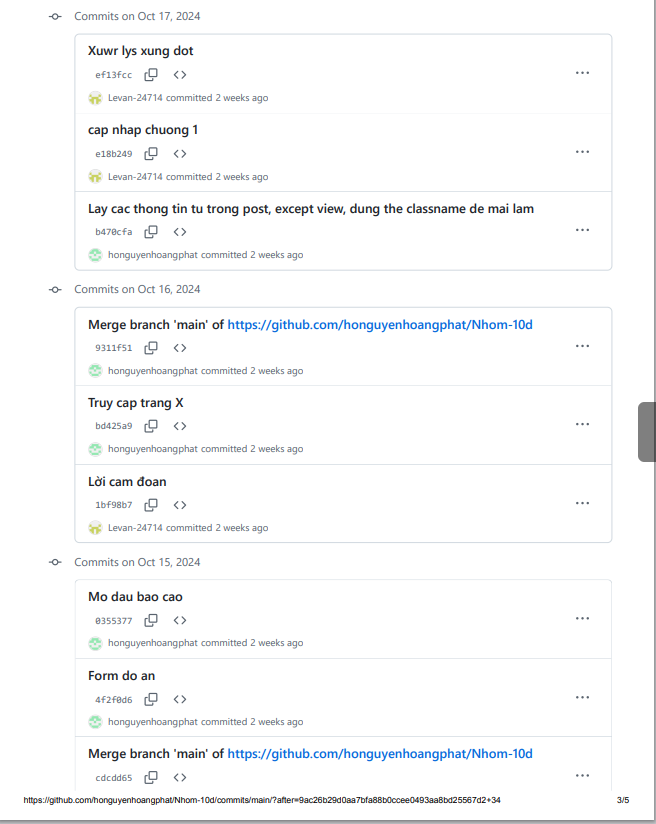 Commits on Oct 17, 2024
Xuwr lys xung dot
ef13fcc
Levan-24714 committed 2 weeks ago
cap nhap chuong 1
e18b249
Levan-24714 committed 2 weeks ago
Lay cac thong tin tu trong post, except view, dung the classname de mai lam
b470cfa
honguyenhoangphat committed 2 weeks ago
Commits on Oct 16, 2024
Merge branch 'main' of https://github.com/honguyenhoangphat/Nhom-10d
9311f51
honguyenhoangphat committed 2 weeks ago
Truy cap trang X
bd425a9
honguyenhoangphat committed 2 weeks ago
Lời cam đoan
1bf98b7
Levan-24714 committed 2 weeks ago
Commits on Oct 15, 2024
Mo dau bao cao
0355377
honguyenhoangphat committed 2 weeks ago
Form do an
4f2f0d6
honguyenhoangphat committed 2 weeks ago
Merge branch 'main' of https://github.com/honguyenhoangphat/Nhom-10d
cdcdd65
https://github.com/honguyenhoangphat/Nhom-10d/commits/main/?after=9ac26b29d0aa7bfa88b0ccee0493aa8bd25567d2+34 3/5